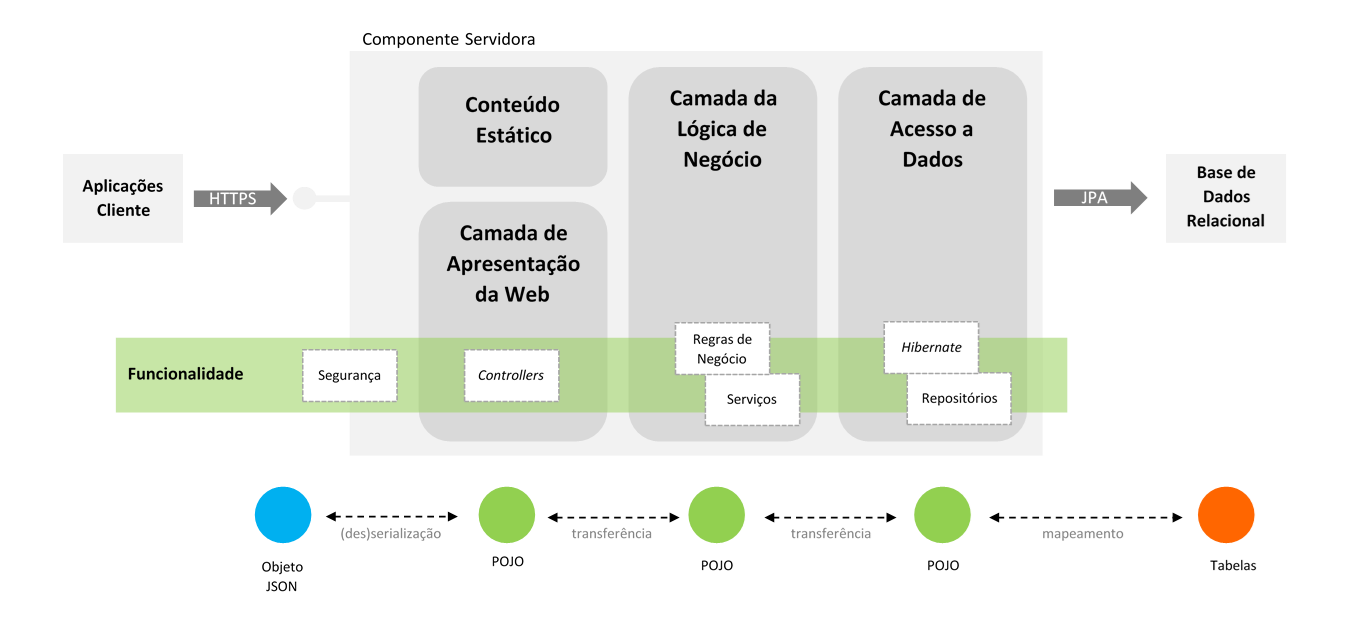 Componente Servidora
Aplicações
Cliente
HTTPS
Conteúdo
Estático
Camada de
Apresentação
da Web
Camada da
Lógica de
Negócio
Camada de
Acesso a
Dados
JPA
Base de
Dados
Relacional
Funcionalidade
Segurança
Controllers
Regras de
Negócio
Serviços
Hibernate
Repositórios
(des)serialização
transferência
transferência
mapeamento
Objeto
JSON
POJO
POJO
POJO
Tabelas